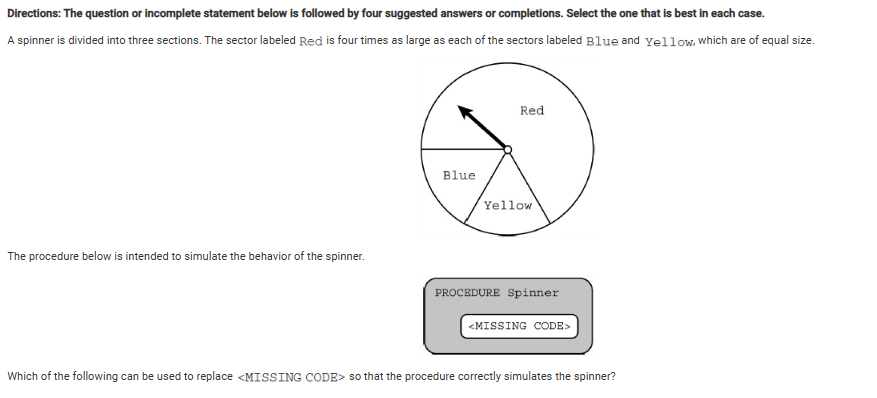 Directions: The question or incomplete statement below is followed by four suggested answers or completions. Select the one that is best in each case.
A spinner is divided into three sections. The sector labeled Red is four times as large as each of the sectors labeled Blue and Yellow, which are of equal size.
Red
Blue
Yellow
The procedure below is intended to simulate the behavior of the spinner.
PROCEDURE Spinner
<MISSING CODE>
Which of the following can be used to replace <MISSING CODE> so that the procedure correctly simulates the spinner?